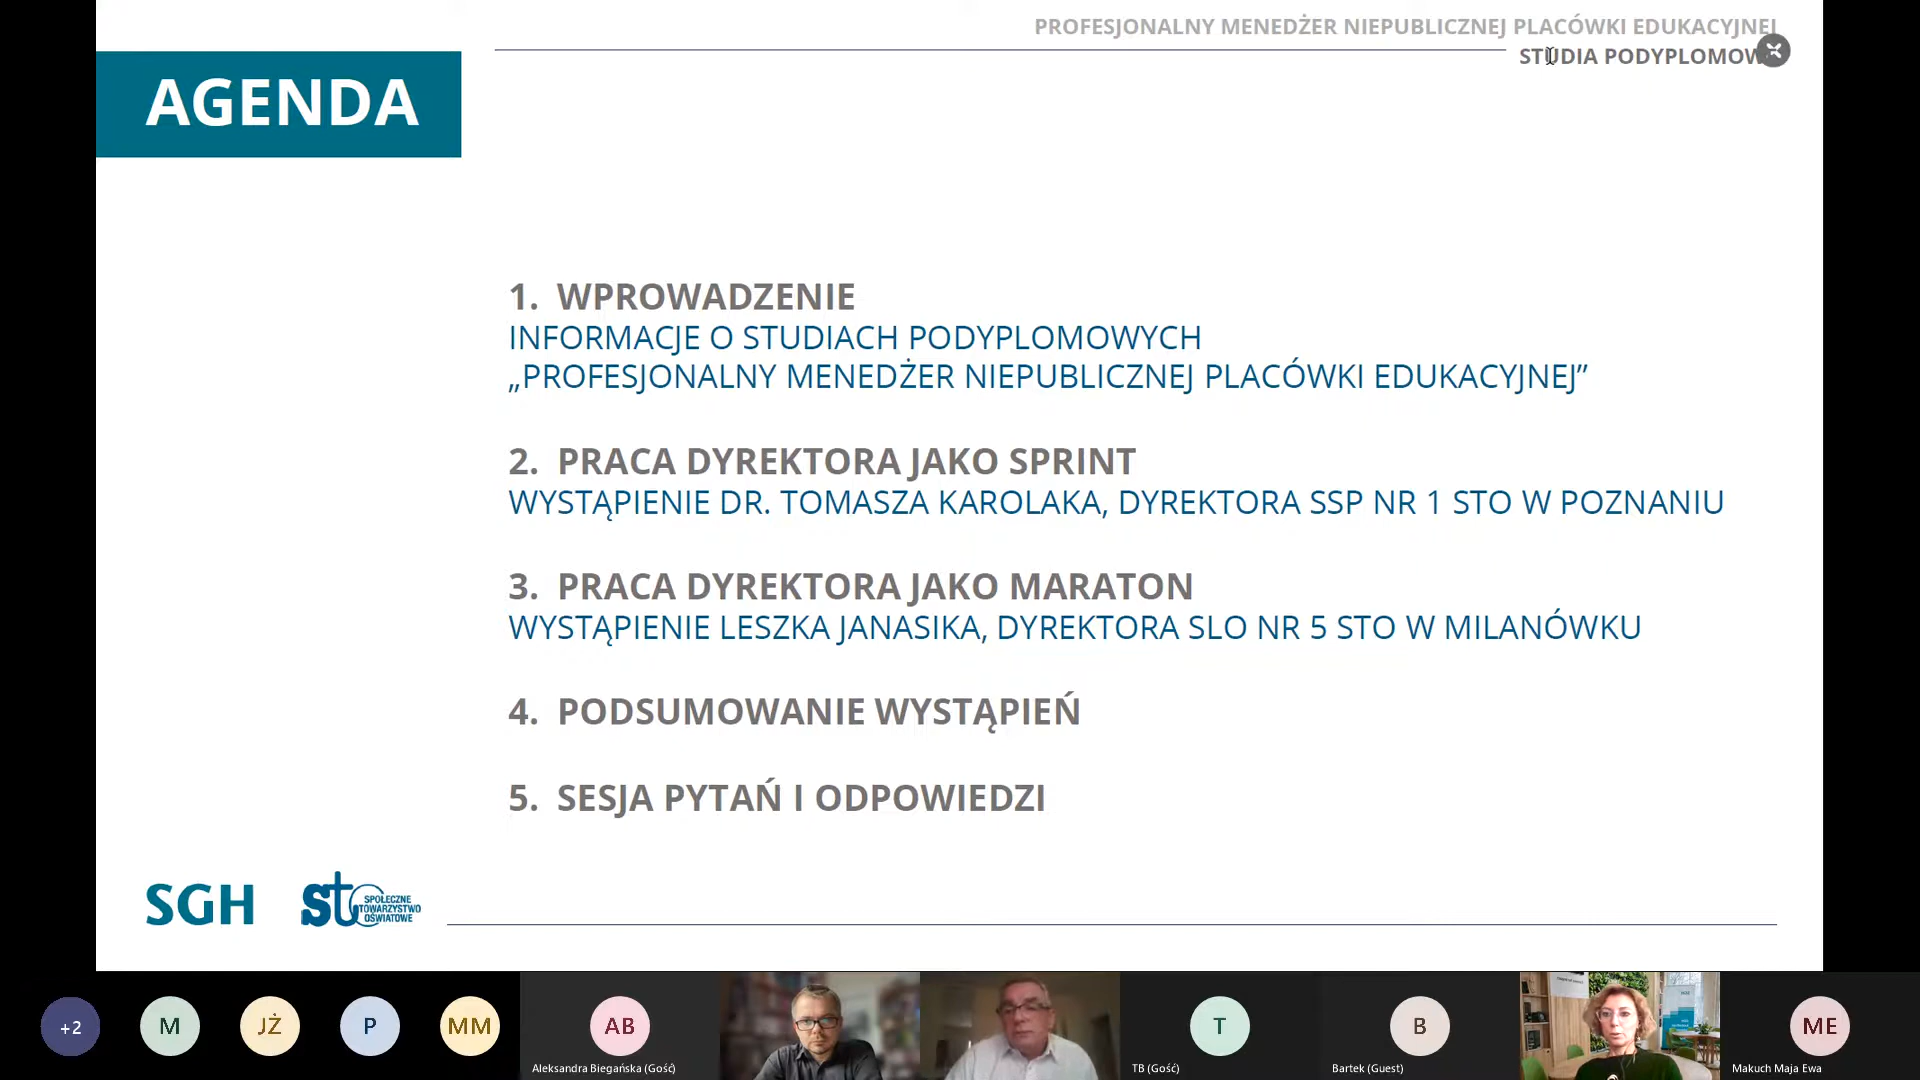 PROFESJONALNY MENEDŻER NIEPUBLICZNEJ PLACÓWKI EDUKACYJNEJ
STUDIA PODYPLOMOWE
AGENDA
1. WPROWADZENIE
INFORMACJE O STUDIACH PODYPLOMOWYCH
„PROFESJONALNY MENEDŻER NIEPUBLICZNEJ PLACÓWKI EDUKACYJNEJ”
2. PRACA DYREKTORA JAKO SPRINT
WYSTĄPIENIE DR. TOMASZA KAROLAKA, DYREKTORA SSP NR 1 STO W POZNANIU
3. PRACA DYREKTORA JAKO MARATON
WYSTĄPIENIE LESZKA JANASIKA, DYREKTORA SLO NR 5 STO W MILANÓWKU
4. PODSUMOWANIE WYSTĄPIEŃ
5. SESJA PYTAŃ I ODPOWIEDZI
SGH
sto
SPOŁECZNE
TOWARZYSTWO
OŚWIATOWE
+2
M
JŻ
P
MM
AB
Aleksandra Biegańska (Gość)
T
TB (Gość)
B
Bartek (Guest)
ME
Makuch Maja Ewa